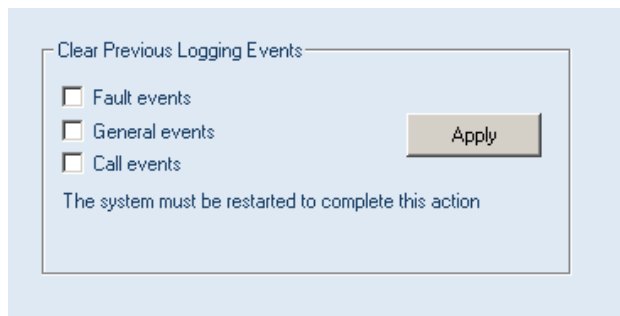 Clear Previous Logging Events
Fault events
General events
Apply
Call events
The system must be restarted to complete this action